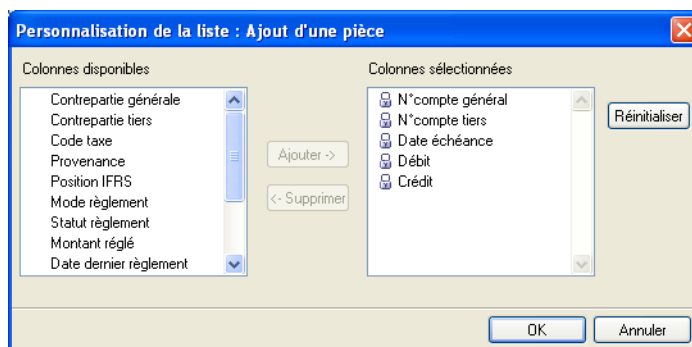 Personnalisation de la liste : Ajout d'une pièce
Colonnes disponibles
Contrepartie générale
Contrepartie tiers
Code taxe
Provenance
Position IFRS
Mode règlement
Statut règlement
Montant réglé
Date dernier règlement
Ajouter ->
<- Supprimer
Colonnes sélectionnées
N°compte général
N°compte tiers
Date échéance
Débit
Crédit
Réinitialiser
OK
Annuler